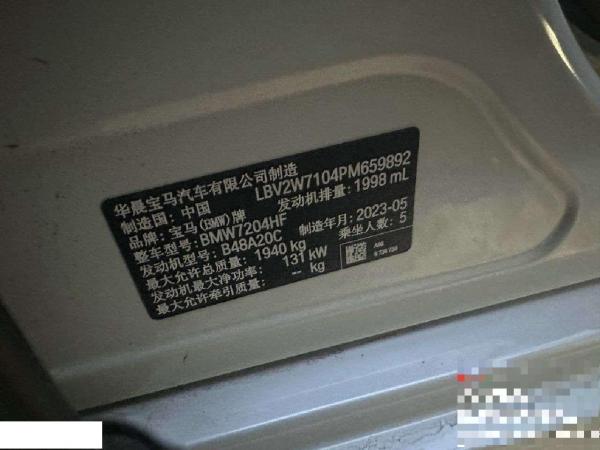 华晨宝马汽车有限公司制造
制造国：中国 LBV2W7104PM659892
品牌：宝马(BMW)牌 发动机排量：1998 mL
整车型号：BMW7204HF
发动机型号：B48A20C 制造年月：2023-05
最大允许总质量：1940 kg 乘坐人数：5
发动机最大净功率：131 kW
最大允许牵引质量：-- kg